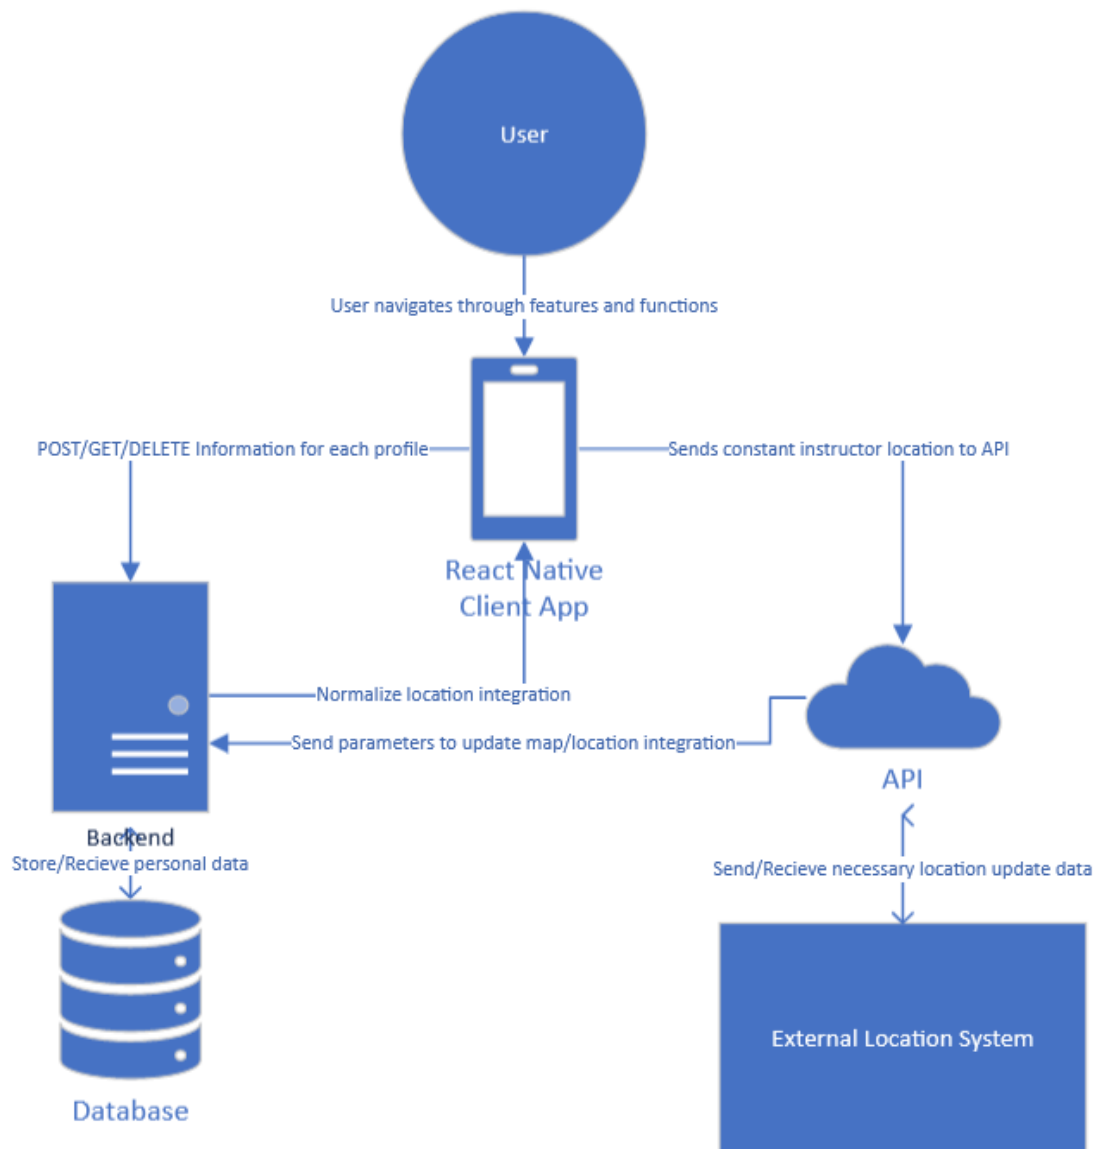 User
User navigates through features and functions
POST/GET/DELETE Information for each profile
Sends constant instructor location to API
React Native
Client App
Normalize location integration
Send parameters to update map/location integration
API
Backend
Store/Recieve personal data
Send/Recieve necessary location update data
External Location System
Database